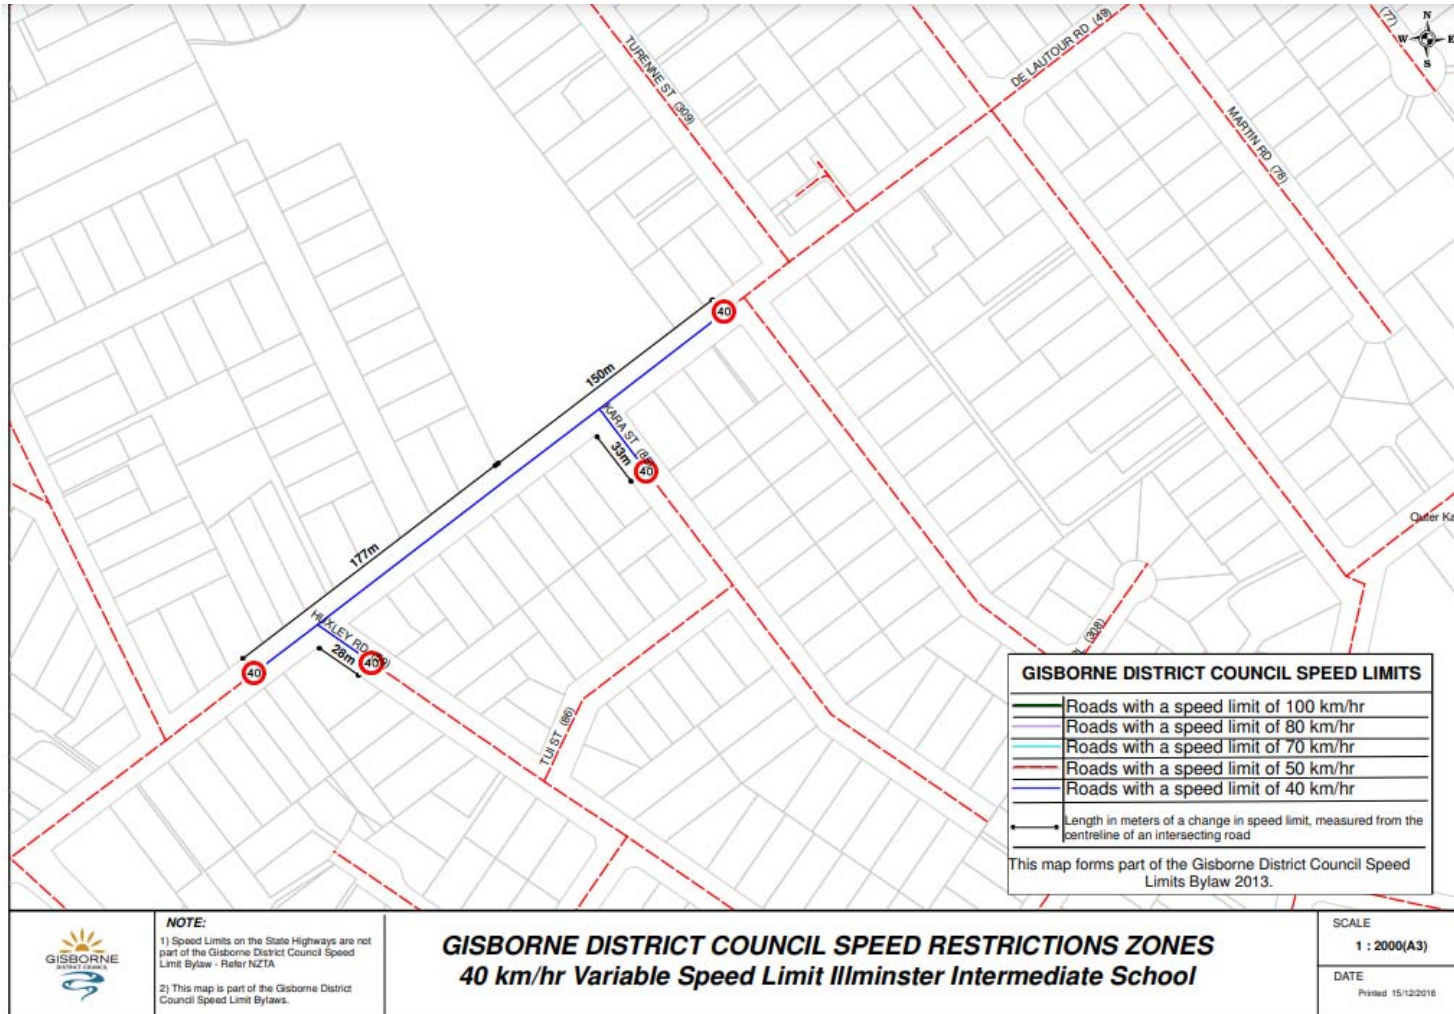 TURENNE ST (309)
DE LAUTOUR RD (49)
(77)
N
W E
S
MARTIN RD (78)
40
150m
KARA ST
33m
40
177m
HUXLEY RD
28m
40
40
TUI ST (86)
(308)
GISBORNE DISTRICT COUNCIL SPEED LIMITS
Roads with a speed limit of 100 km/hr
Roads with a speed limit of 80 km/hr
Roads with a speed limit of 70 km/hr
Roads with a speed limit of 50 km/hr
Roads with a speed limit of 40 km/hr
Length in meters of a change in speed limit, measured from the
centreline of an intersecting road
This map forms part of the Gisborne District Council Speed
Limits Bylaw 2013.
GISBORNE
DISTRICT COUNCIL
NOTE:
1) Speed Limits on the State Highways are not
part of the Gisborne District Council Speed
Limit Bylaw - Refer NZTA
2) This map is part of the Gisborne District
Council Speed Limit Bylaws.
GISBORNE DISTRICT COUNCIL SPEED RESTRICTIONS ZONES
40 km/hr Variable Speed Limit Illminster Intermediate School
SCALE
1 : 2000(A3)
DATE
Printed 15/12/2016